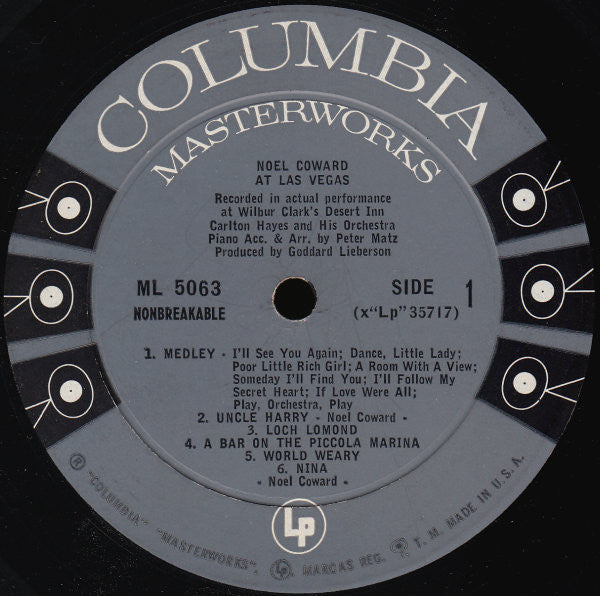 COLUMBIA
MASTERWORKS
NOEL COWARD
AT LAS VEGAS
Recorded in actual performance
at Wilbur Clark's Desert Inn
Carlton Hayes and His Orchestra
Piano Acc. & Arr. by Peter Matz
Produced by Goddard Lieberson
ML 5063
NONBREAKABLE
SIDE 1
(x"Lp"35717)
1. MEDLEY - I'll See You Again; Dance, Little Lady;
Poor Little Rich Girl; A Room With A View;
Someday I'll Find You; I'll Follow My
Secret Heart; If Love Were All;
Play, Orchestra, Play
2. UNCLE HARRY - Noel Coward -
3. LOCH LOMOND
4. A BAR ON THE PICCOLA MARINA
5. WORLD WEARY
6. NINA
- Noel Coward -
Lp
® "COLUMBIA," "MASTERWORKS", Lp, MARCAS REG. T. M. MADE IN U. S. A.